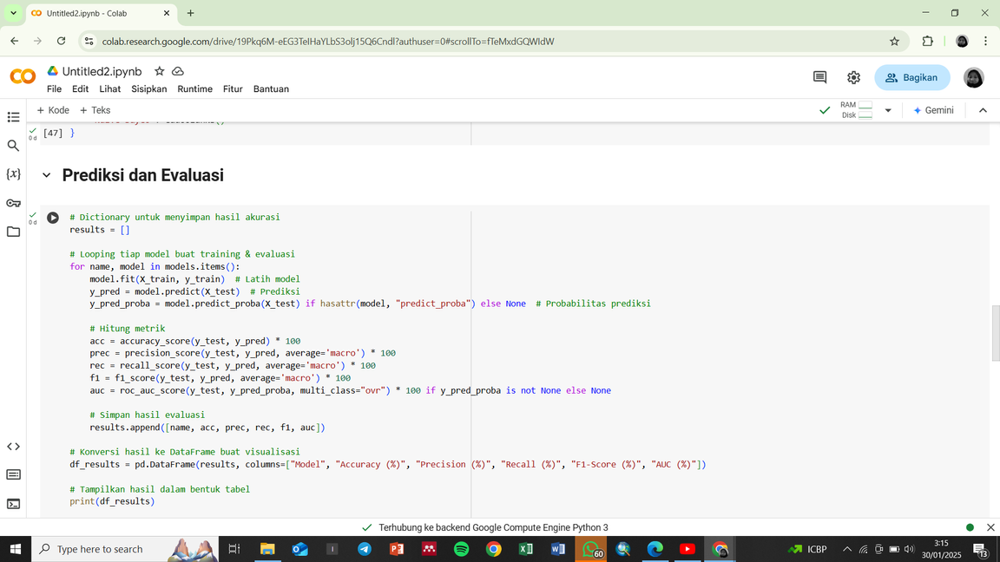 Untitled2.ipynb - Colab
colab.research.google.com/drive/19Pkq6M-eEG3TelHaYLbS3olj15Q6Cndl?authuser=0#scrollTo=fTeMxdGQWIdW
Untitled2.ipynb
File Edit Lihat Sisipkan Runtime Fitur Bantuan
Bagikan
+ Kode + Teks
RAM
Disk
Gemini
0 d
[47] }
Prediksi dan Evaluasi
0 d
# Dictionary untuk menyimpan hasil akurasi
results = []
# Looping tiap model buat training & evaluasi
for name, model in models.items():
model.fit(X_train, y_train) # Latih model
y_pred = model.predict(X_test) # Prediksi
y_pred_proba = model.predict_proba(X_test) if hasattr(model, "predict_proba") else None # Probabilitas prediksi
# Hitung metrik
acc = accuracy_score(y_test, y_pred) * 100
prec = precision_score(y_test, y_pred, average='macro') * 100
rec = recall_score(y_test, y_pred, average='macro') * 100
f1 = f1_score(y_test, y_pred, average='macro') * 100
auc = roc_auc_score(y_test, y_pred_proba, multi_class="ovr") * 100 if y_pred_proba is not None else None
# Simpan hasil evaluasi
results.append([name, acc, prec, rec, f1, auc])
# Konversi hasil ke DataFrame buat visualisasi
df_results = pd.DataFrame(results, columns=["Model", "Accuracy (%)", "Precision (%)", "Recall (%)", "F1-Score (%)", "AUC (%)"])
# Tampilkan hasil dalam bentuk tabel
print(df_results)
Terhubung ke backend Google Compute Engine Python 3
Type here to search
60
ICBP
3:15
30/01/2025
13